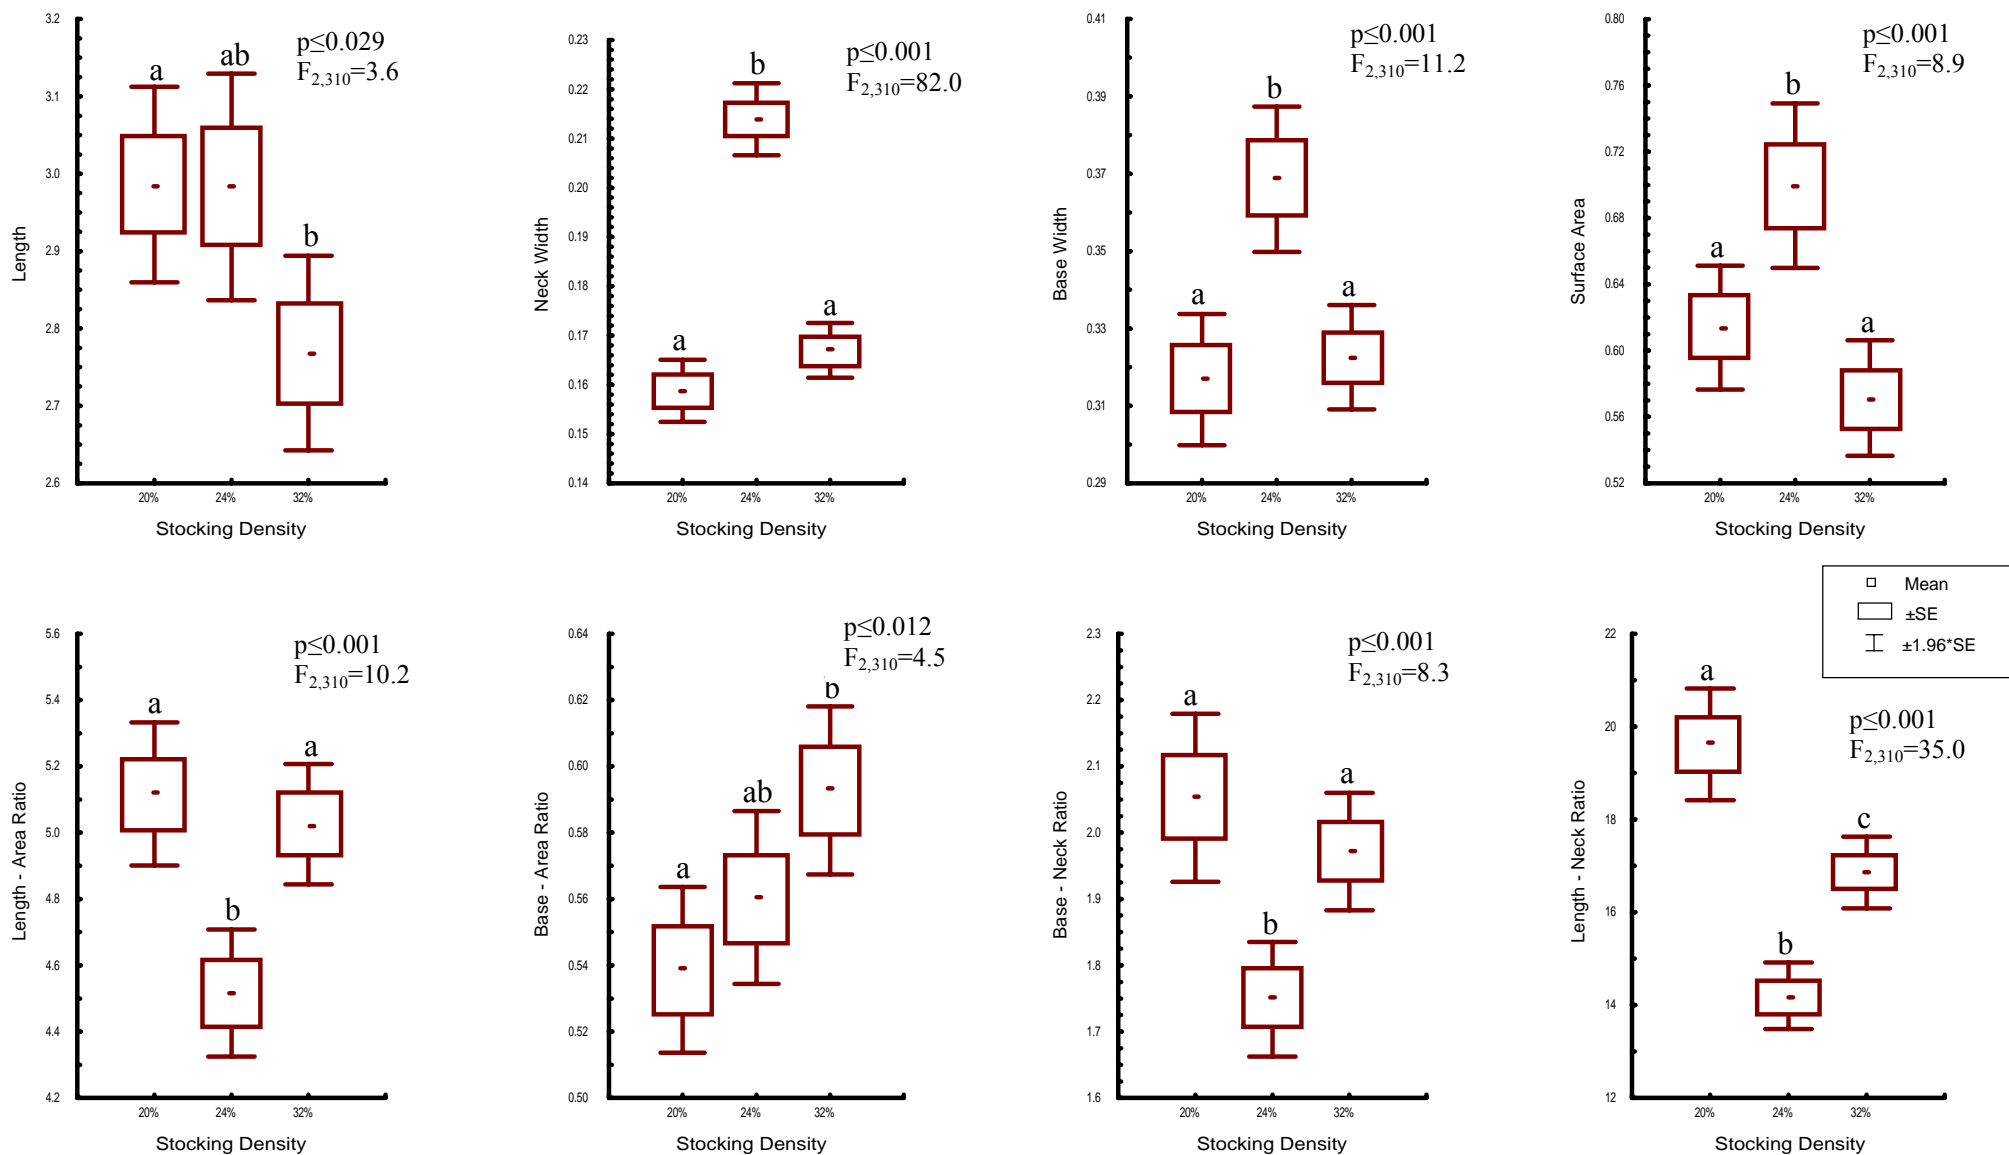 3.2
3.1
3.0
2.9
2.8
2.7
2.6
Length
a
ab
b
p≤0.029
F2,310=3.6
20%
24%
32%
Stocking Density
0.23
0.22
0.21
0.20
0.19
0.18
0.17
0.16
0.15
0.14
Neck Width
a
b
a
p≤0.001
F2,310=82.0
20%
24%
32%
Stocking Density
0.41
0.39
0.37
0.35
0.33
0.31
0.29
Base Width
a
b
a
p≤0.001
F2,310=11.2
20%
24%
32%
Stocking Density
0.80
0.76
0.72
0.68
0.64
0.60
0.56
0.52
Surface Area
a
b
a
p≤0.001
F2,310=8.9
20%
24%
32%
Stocking Density
5.6
5.4
5.2
5.0
4.8
4.6
4.4
4.2
Length - Area Ratio
a
b
a
p≤0.001
F2,310=10.2
20%
24%
32%
Stocking Density
0.64
0.62
0.60
0.58
0.56
0.54
0.52
0.50
Base - Area Ratio
a
ab
b
p≤0.012
F2,310=4.5
20%
24%
32%
Stocking Density
2.3
2.2
2.1
2.0
1.9
1.8
1.7
1.6
Base - Neck Ratio
a
b
a
p≤0.001
F2,310=8.3
20%
24%
32%
Stocking Density
Mean
±SE
±1.96*SE
22
20
18
16
14
12
Length - Neck Ratio
a
b
c
p≤0.001
F2,310=35.0
20%
24%
32%
Stocking Density